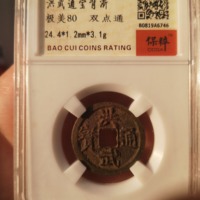 洪武通宝背浙
极美80 双点通
24.4*1.2mm*3.1g
BAO CUI COINS RATING
保粹
洪武通